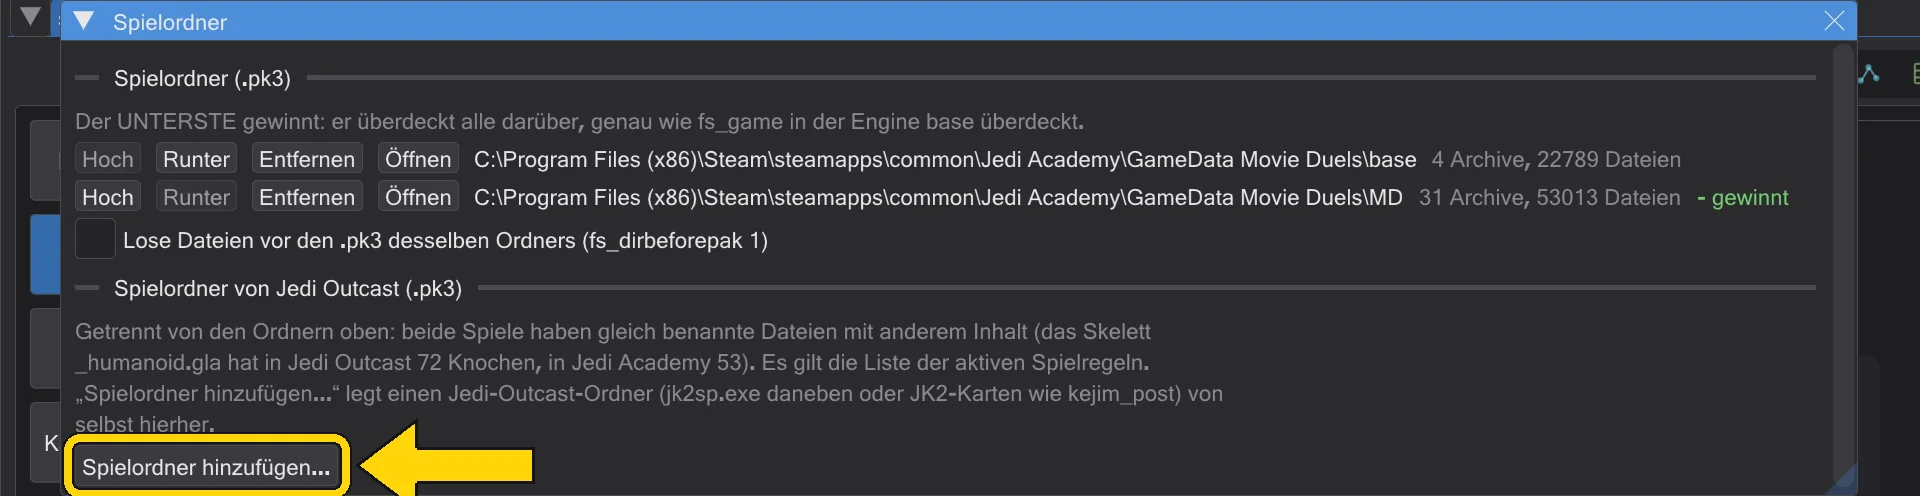 Spielordner
Spielordner (.pk3)
Der UNTERSTE gewinnt: er überdeckt alle darüber, genau wie fs_game in der Engine base überdeckt.
Hoch Runter Entfernen Öffnen C:\Program Files (x86)\Steam\steamapps\common\Jedi Academy\GameData Movie Duels\base 4 Archive, 22789 Dateien
Hoch Runter Entfernen Öffnen C:\Program Files (x86)\Steam\steamapps\common\Jedi Academy\GameData Movie Duels\MD 31 Archive, 53013 Dateien - gewinnt
Lose Dateien vor den .pk3 desselben Ordners (fs_dirbeforepak 1)
Spielordner von Jedi Outcast (.pk3)
Getrennt von den Ordnern oben: beide Spiele haben gleich benannte Dateien mit anderem Inhalt (das Skelett
_humanoid.gla hat in Jedi Outcast 72 Knochen, in Jedi Academy 53). Es gilt die Liste der aktiven Spielregeln.
„Spielordner hinzufügen...“ legt einen Jedi-Outcast-Ordner (jk2sp.exe daneben oder JK2-Karten wie kejim_post) von
selbst hierher.
K
Spielordner hinzufügen...